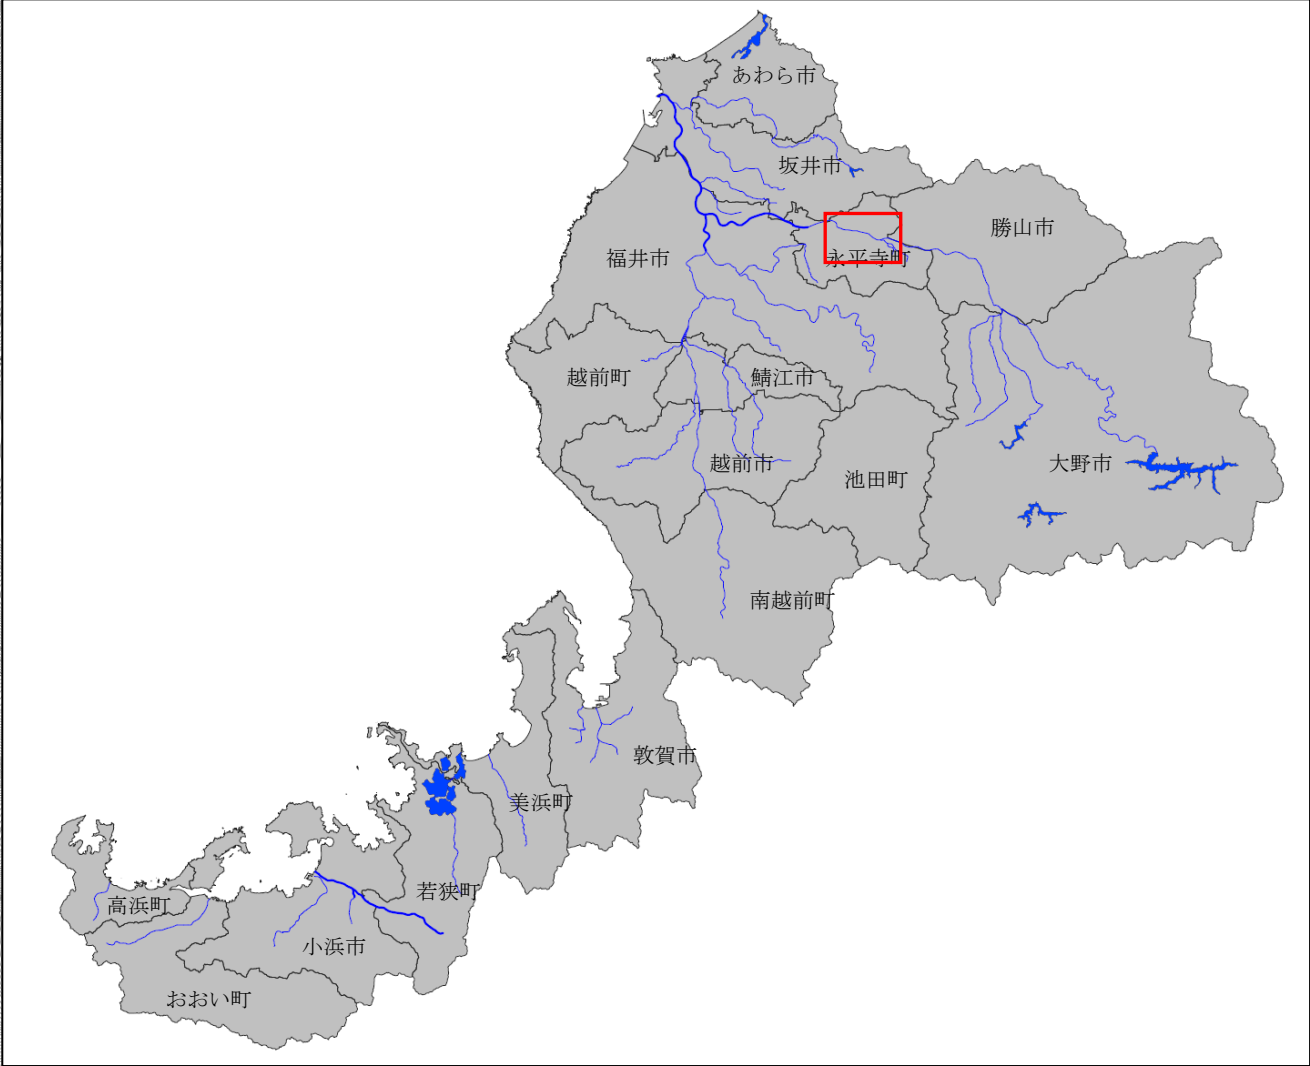 あわら市
坂井市
勝山市
福井市
永平寺町
越前町
鯖江市
越前市
池田町
大野市
南越前町
敦賀市
美浜町
若狭町
高浜町
小浜市
おおい町